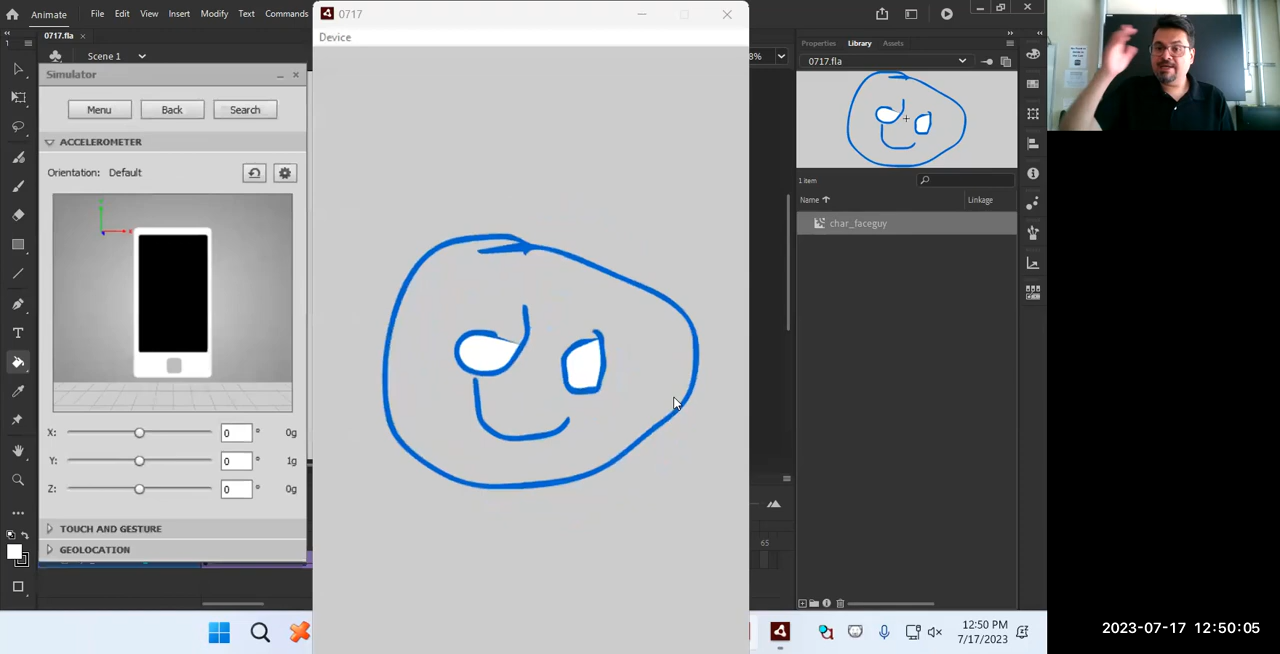 Animate
File
Edit
View
Insert
Modify
Text
Commands
0717
0717.fla
Device
Scene 1
Simulator
Menu
Back
Search
ACCELEROMETER
Orientation: Default
X:
0
°
0g
Y:
0
°
1g
Z:
0
°
0g
TOUCH AND GESTURE
GEOLOCATION
Properties
Library
Assets
0717.fla
1 item
Name
Linkage
char_faceguy
65
12:50 PM
7/17/2023
2023-07-17 12:50:05